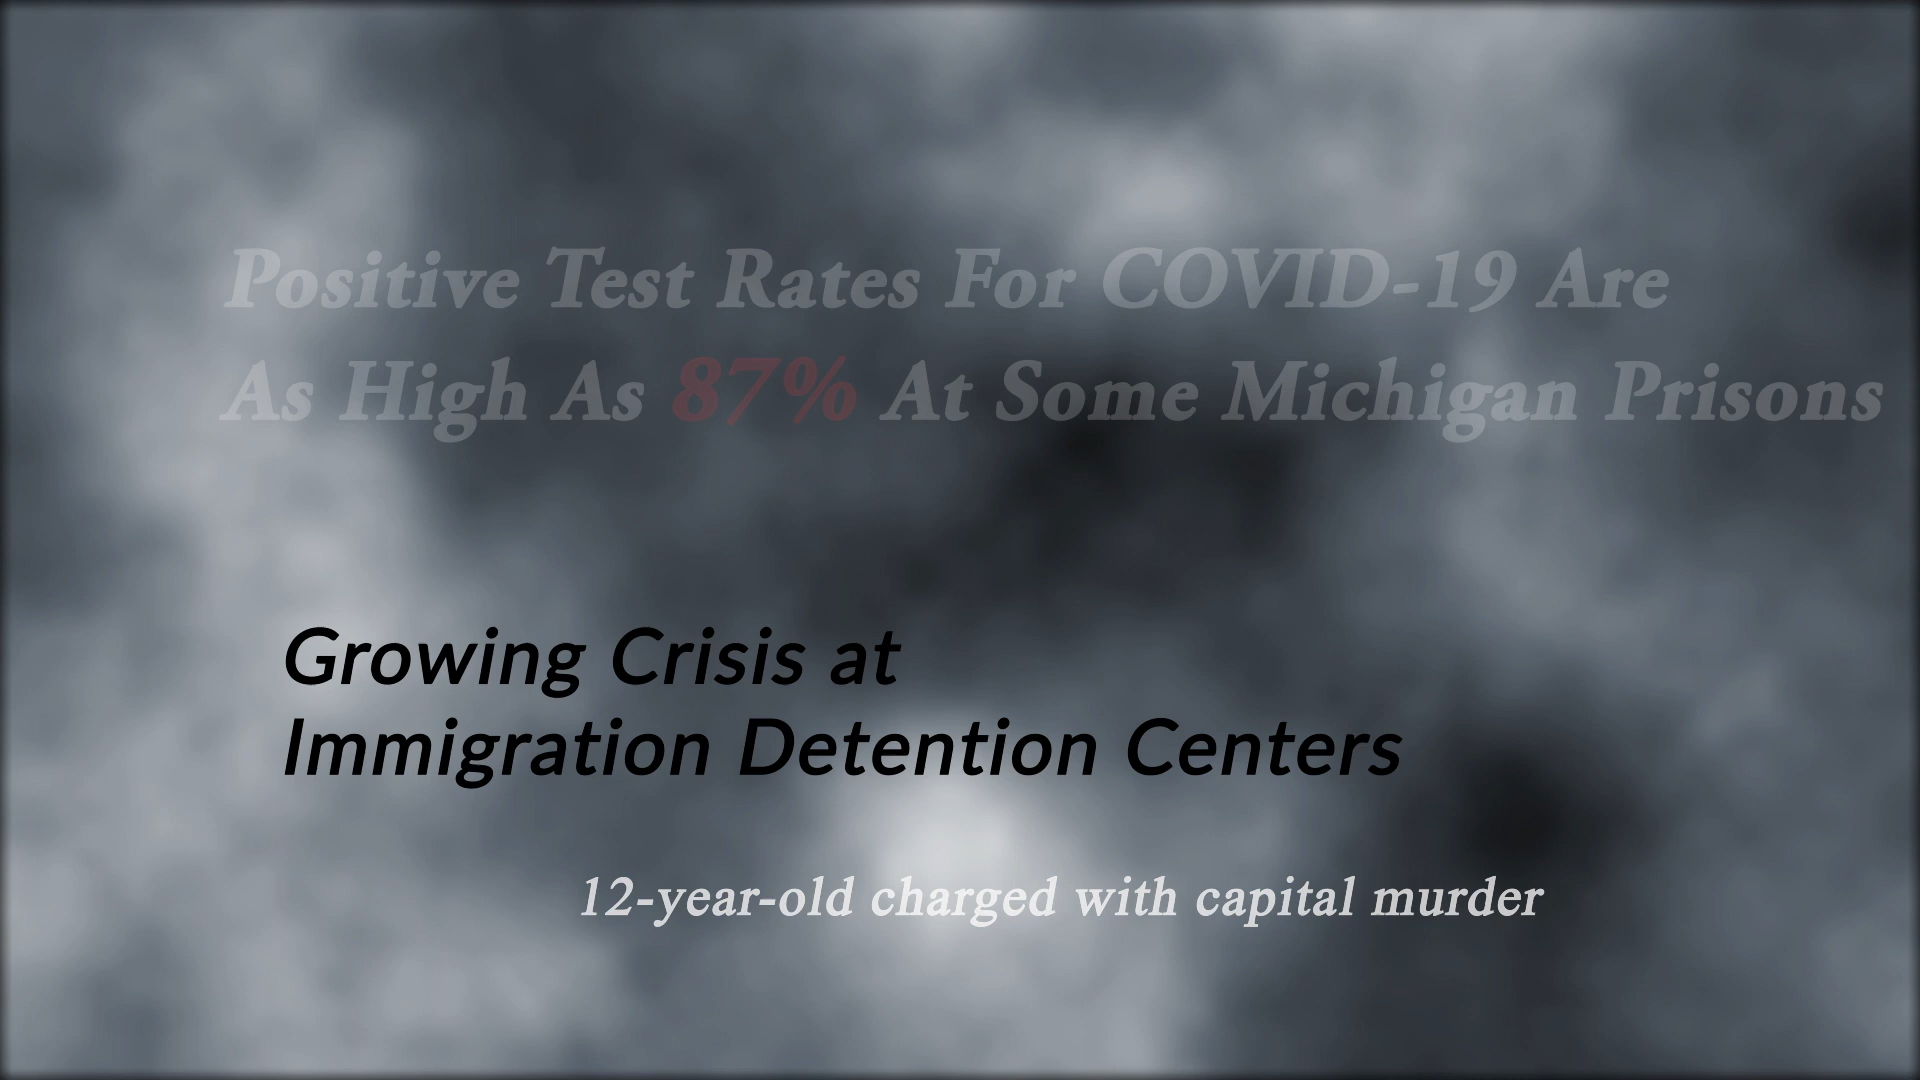 Positive Test Rates For COVID-19 Are
As High As 87% At Some Michigan Prisons
Growing Crisis at
Immigration Detention Centers
12-year-old charged with capital murder